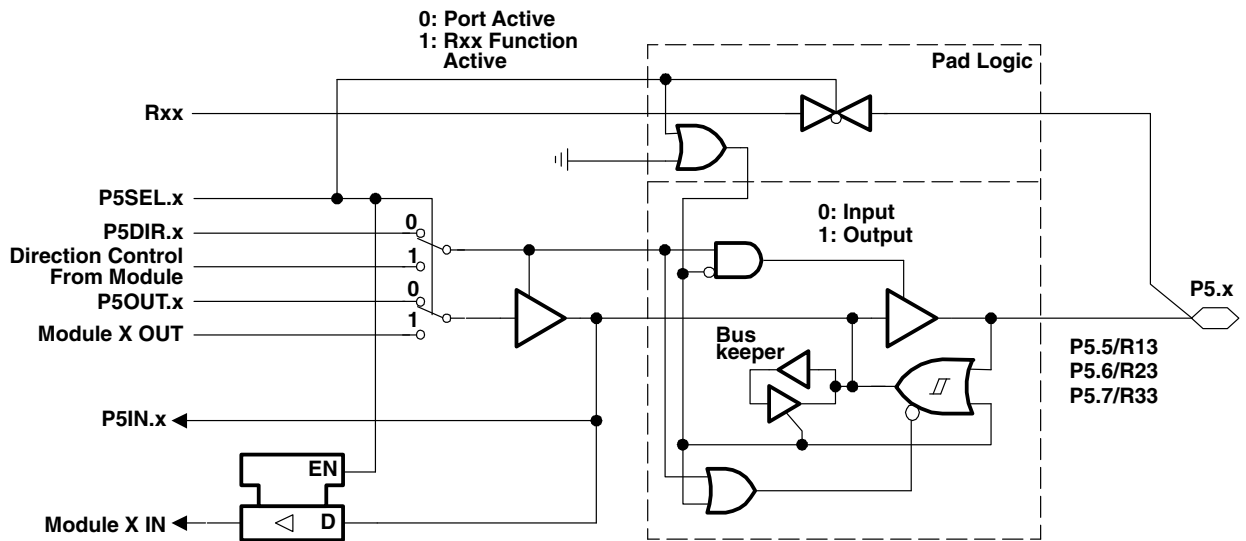 0: Port Active
1: Rxx Function
Active
Pad Logic
Rxx
P5SEL.x
0: Input
1: Output
P5DIR.x
0
Direction Control
From Module
1
P5OUT.x
0
P5.x
Module X OUT
1
Bus
keeper
P5.5/R13
P5.6/R23
P5.7/R33
P5IN.x
EN
Module X IN
D